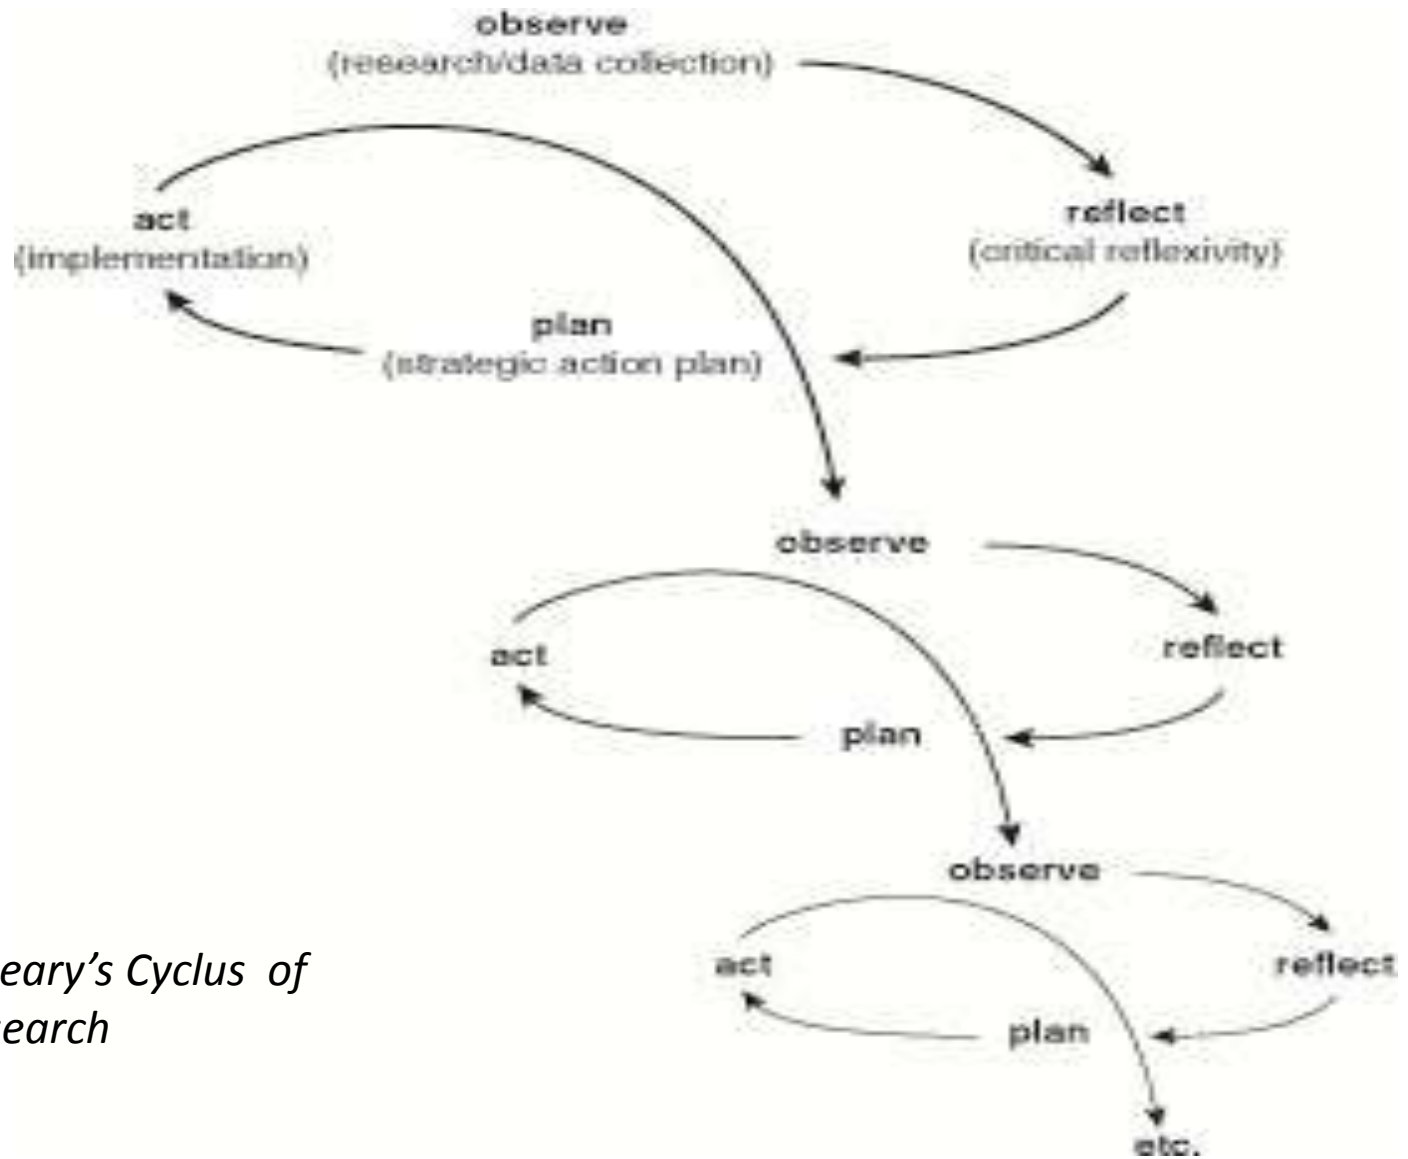 observe
(research/data collection)
reflect
(critical reflexivity)
act
(implementation)
plan
(strategic action plan)
observe
reflect
act
plan
observe
reflect
act
plan
etc.
eary’s Cyclus of
earch